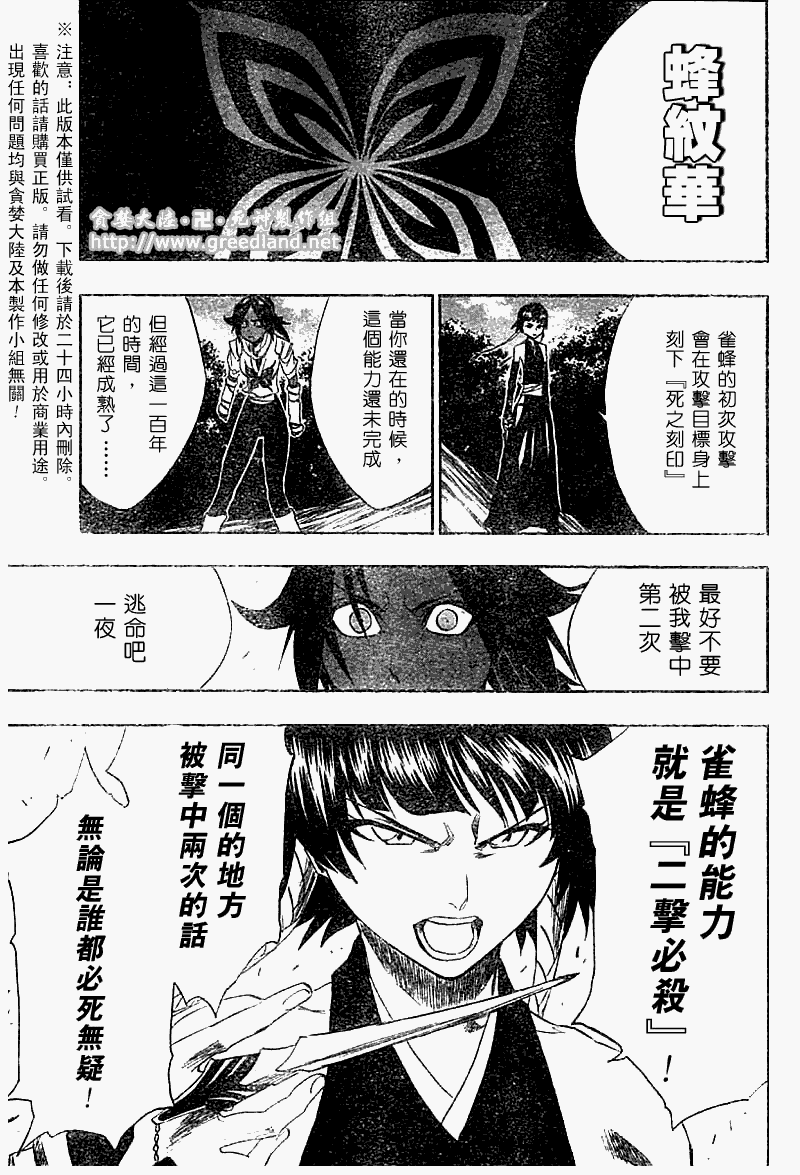 蜂紋華
貪婪大陸・卍・死神製作組
http://www.greedland.net
雀蜂的初次攻擊
會在攻擊目標身上
刻下『死之刻印』
當你還在的時候，
這個能力還未完成
但經過這一百年
的時間，
它已經成熟了……
最好不要
被我擊中
第二次
逃命吧
一夜
雀蜂的能力
就是『二擊必殺』！
同一個的地方
被擊中兩次的話
無論是誰都必死無疑！
※ 注意：此版本僅供試看。下載後請於二十四小時內刪除。
喜歡的話請購買正版。請勿做任何修改或用於商業用途。
出現任何問題均與貪婪大陸及本製作小組無關！